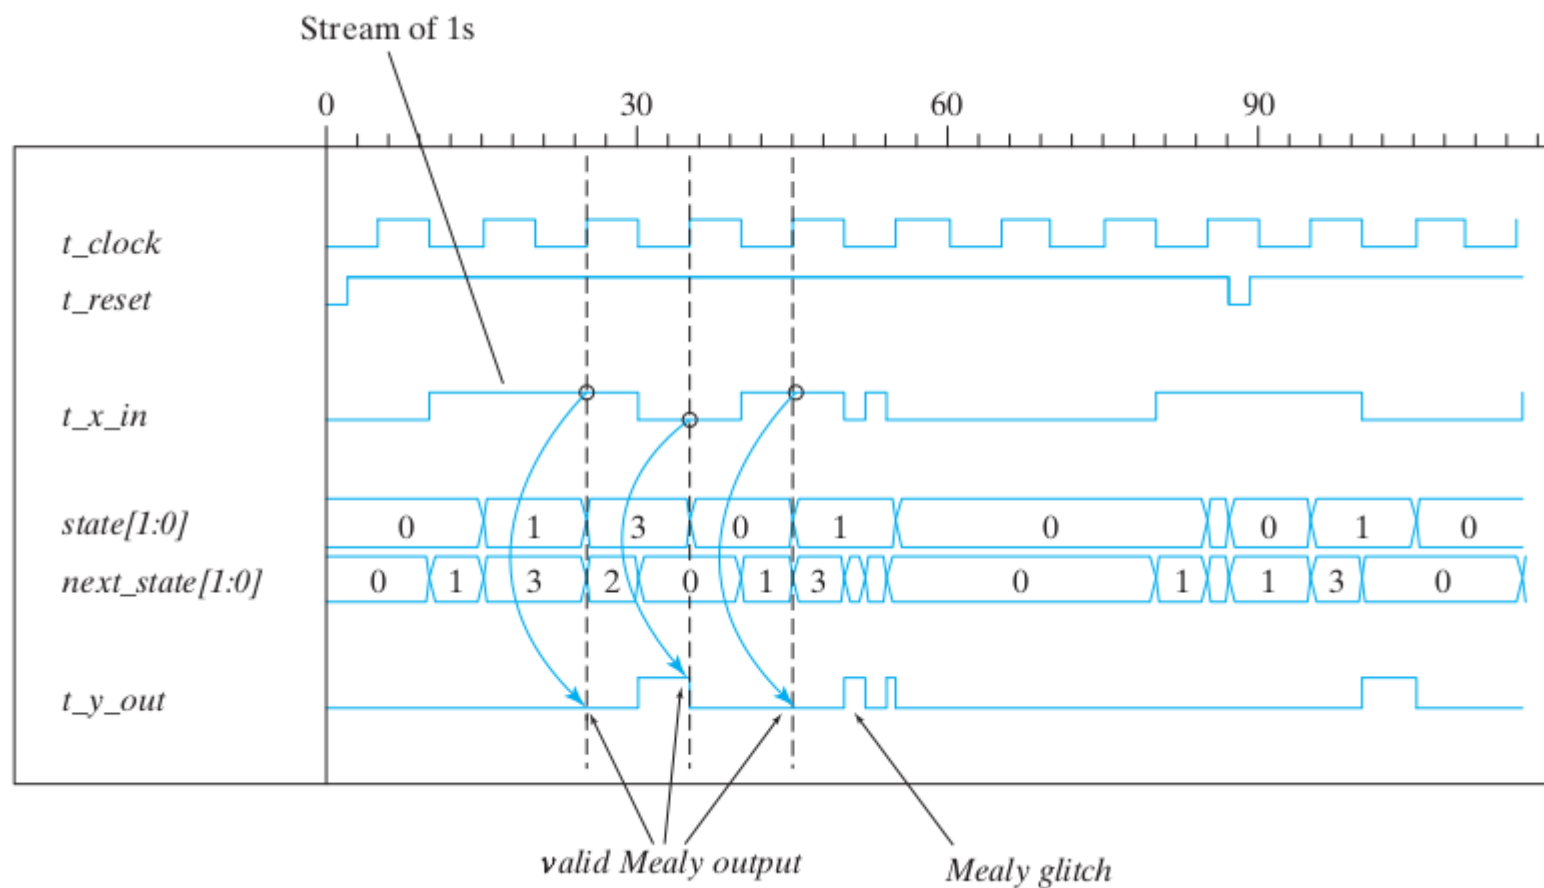 Stream of 1s
0 30 60 90
t_clock
t_reset
t_x_in
state[1:0] 0 1 3 0 1 0 0 1 0
next_state[1:0] 0 1 3 2 0 1 3 0 1 1 3 0
t_y_out
valid Mealy output
Mealy glitch